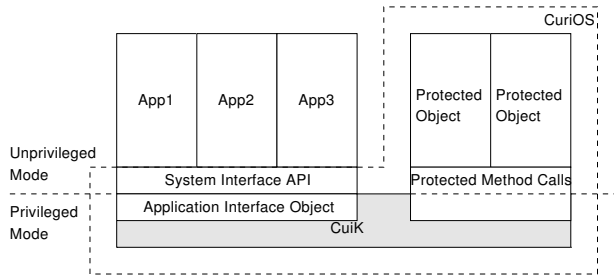 CuriOS
App1
App2
App3
Protected
Object
Protected
Object
Unprivileged
Mode
System Interface API
Protected Method Calls
Privileged
Mode
Application Interface Object
CuiK